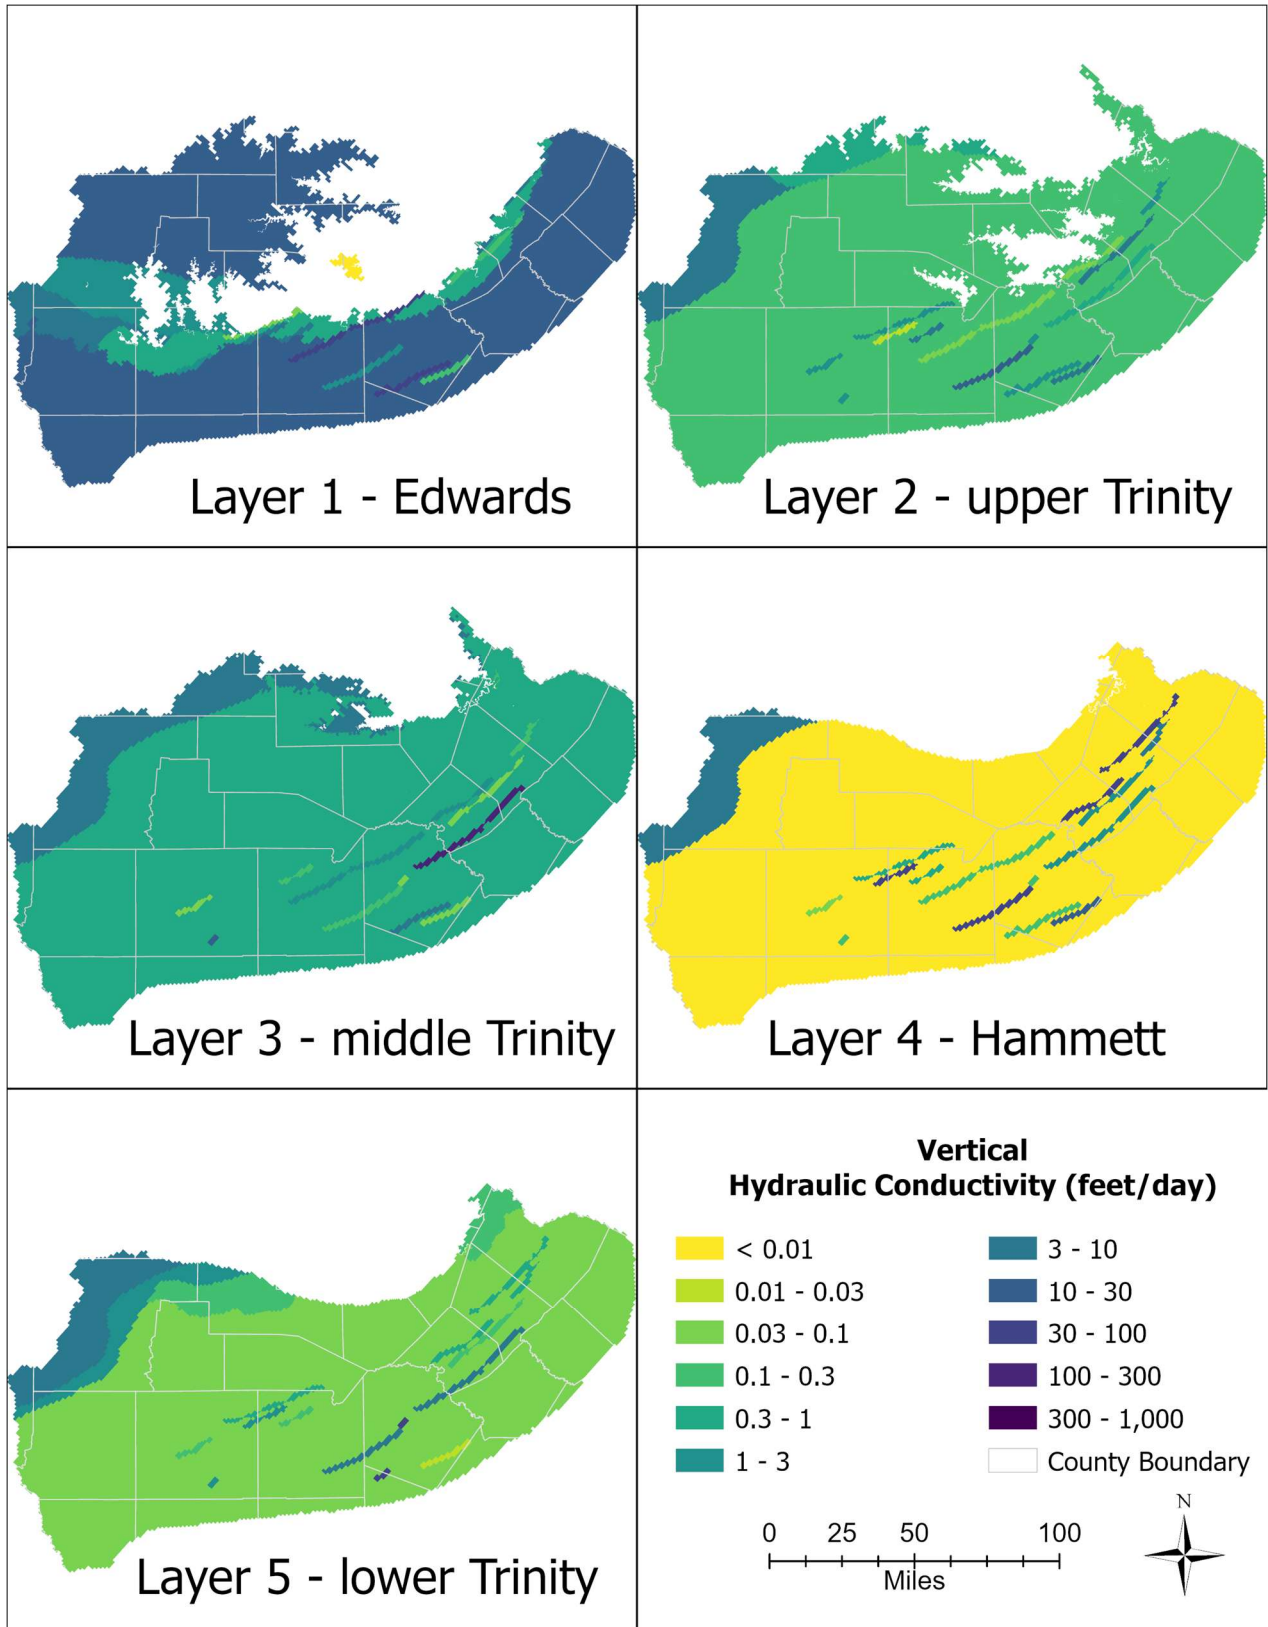 Layer 1 - Edwards
Layer 2 - upper Trinity
Layer 3 - middle Trinity
Layer 4 - Hammett
Layer 5 - lower Trinity
Vertical
Hydraulic Conductivity (feet/day)
< 0.01
0.01 - 0.03
0.03 - 0.1
0.1 - 0.3
0.3 - 1
1 - 3
3 - 10
10 - 30
30 - 100
100 - 300
300 - 1,000
County Boundary
0 25 50 100
Miles
N